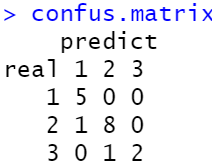 > confus.matrix
predict
real 1 2 3
1 5 0 0
2 1 8 0
3 0 1 2